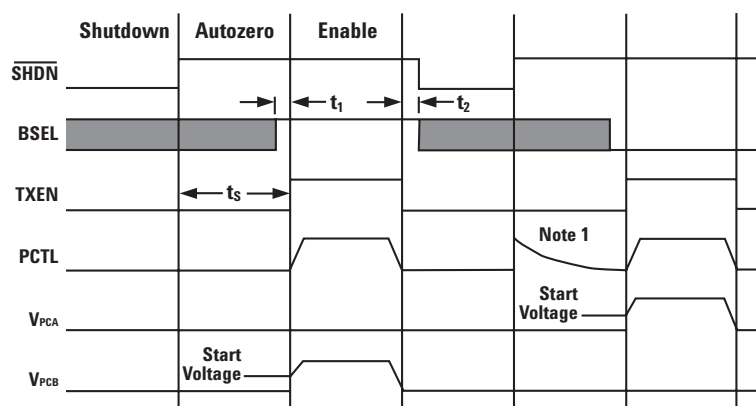 Shutdown Autozero Enable
SHDN
t1 t2
BSEL
TXEN
tS
Note 1
PCTL
Start
Voltage
VPCA
Start
Voltage
VPCB